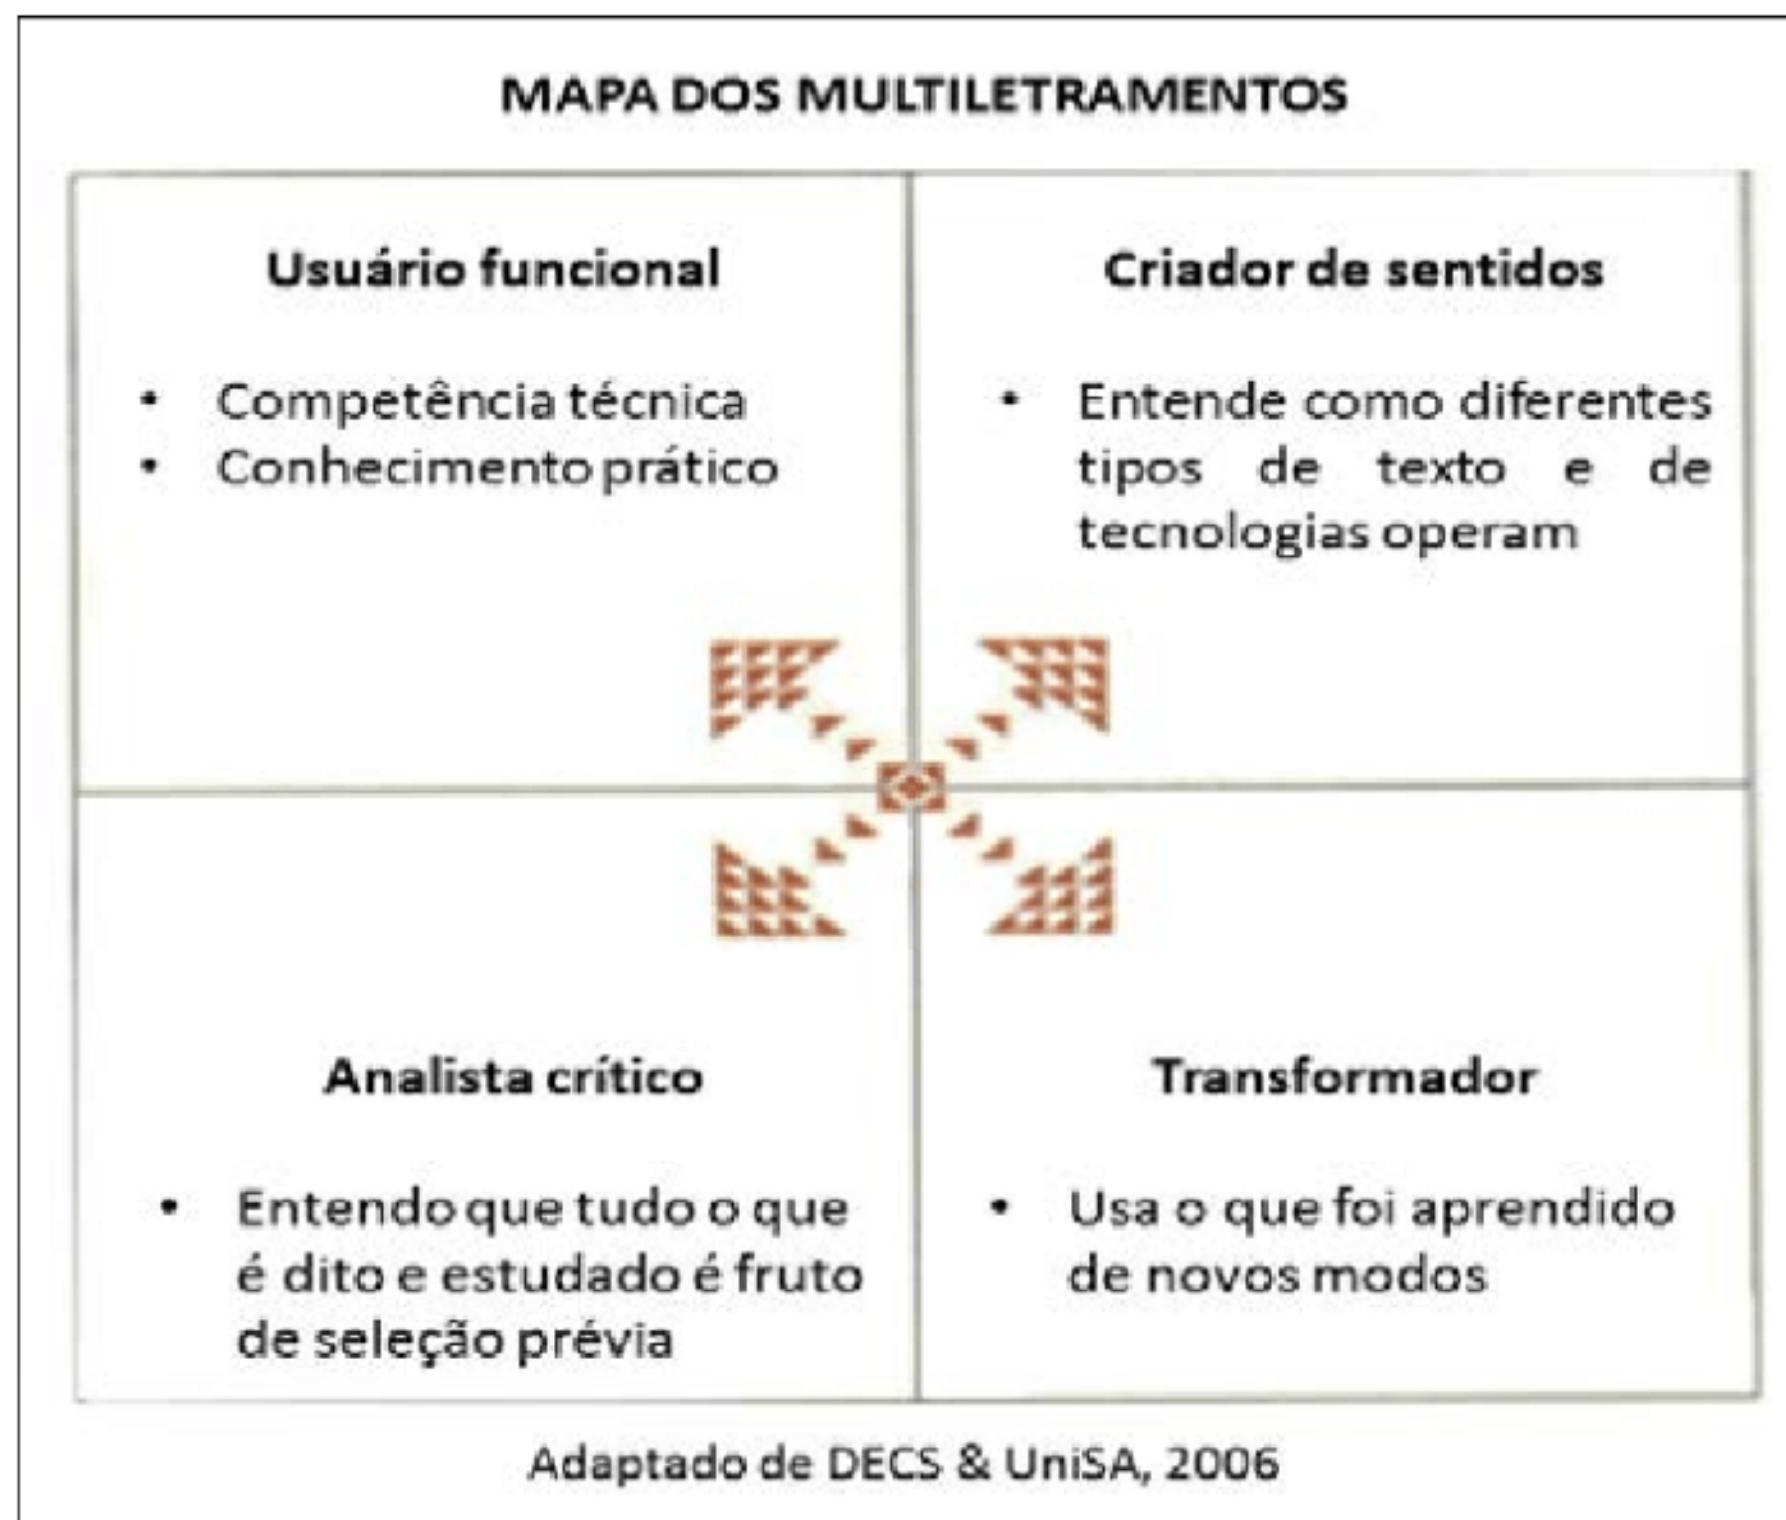 MAPA DOS MULTILETRAMENTOS
Usuário funcional
• Competência técnica
• Conhecimento prático
Criador de sentidos
• Entende como diferentes
tipos de texto e de
tecnologias operam
Analista crítico
• Entendo que tudo o que
é dito e estudado é fruto
de seleção prévia
Transformador
• Usa o que foi aprendido
de novos modos
Adaptado de DECS & UniSA, 2006